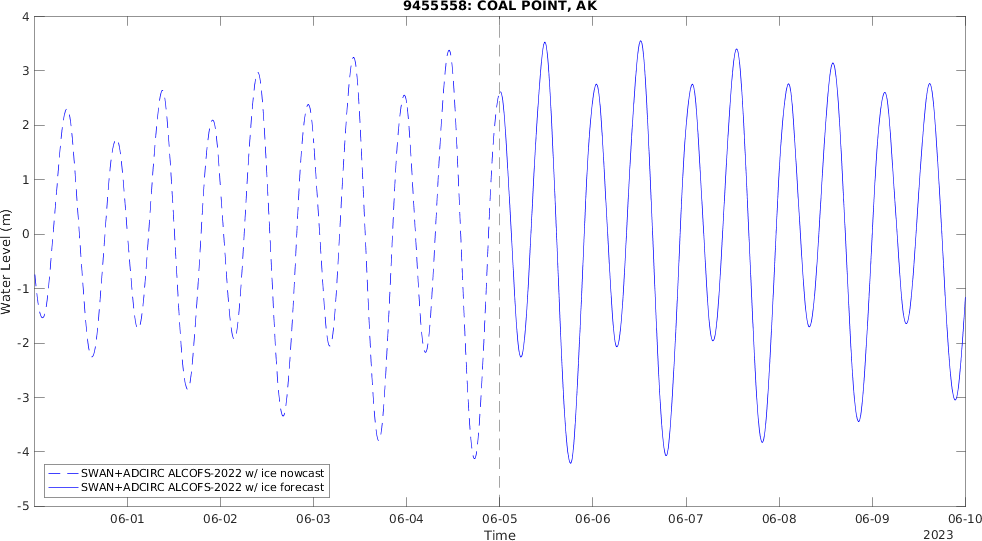 9455558: COAL POINT, AK
4
3
2
1
0
-1
-2
-3
-4
-5
Water Level (m)
SWAN+ADCIRC ALCOFS-2022 w/ ice nowcast
SWAN+ADCIRC ALCOFS-2022 w/ ice forecast
06-01 06-02 06-03 06-04 06-05 06-06 06-07 06-08 06-09 06-10
Time
2023